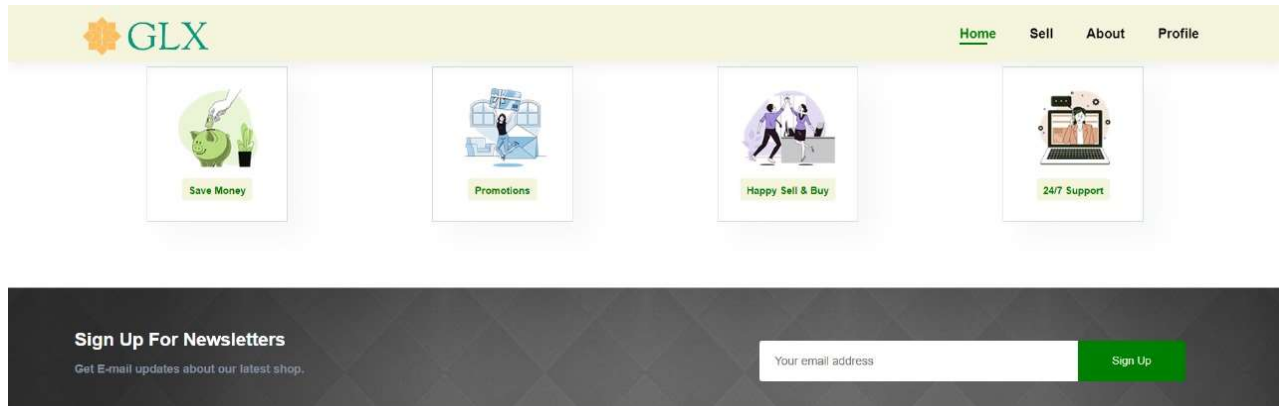 GLX
Home Sell About Profile
Save Money Promotions Happy Sell & Buy 24/7 Support
Sign Up For Newsletters
Get E-mail updates about our latest shop.
Your email address Sign Up